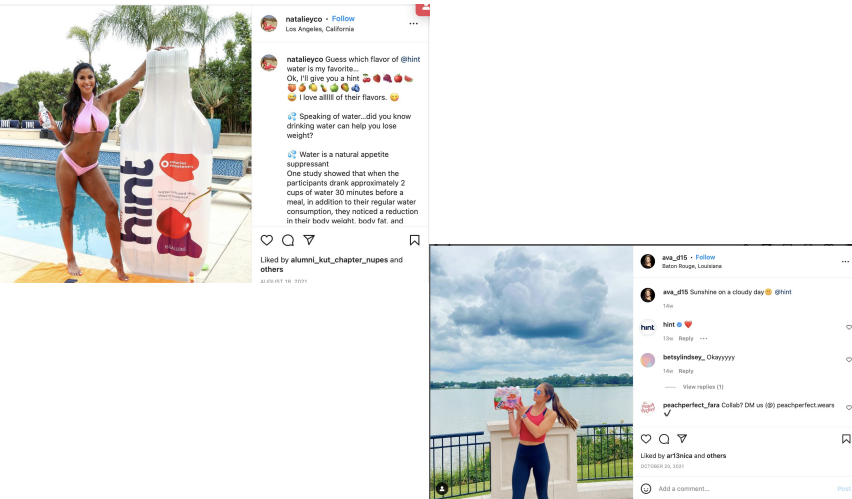 natalieyco • Follow
Los Angeles, California
natalieyco Guess which flavor of @hint
water is my favorite...
Ok, I'll give you a hint 🍒🍓🍇🍎🍉
🍑🍊🍋🍾🍏🍍🫐
😅 I love allllll of their flavors. 😋
💦 Speaking of water...did you know
drinking water can help you lose
weight?
💦 Water is a natural appetite
suppressant
One study showed that when the
participants drank approximately 2
cups of water 30 minutes before a
meal, in addition to their regular water
consumption, they noticed a reduction
in their body weight, body fat, and
Liked by alumni_kut_chapter_nupes and
others
AUGUST 18, 2021
hint
ava_d15 • Follow
Baton Rouge, Louisiana
ava_d15 Sunshine on a cloudy day🌞 @hint
14w
hint
hint ❤️
13w Reply
betsylindsey_ Okayyyyy
14w Reply
View replies (1)
peachperfect_fara Collab? DM us (@) peachperfect.wears
✔
Liked by ar13nica and others
OCTOBER 20, 2021
Add a comment...
Post